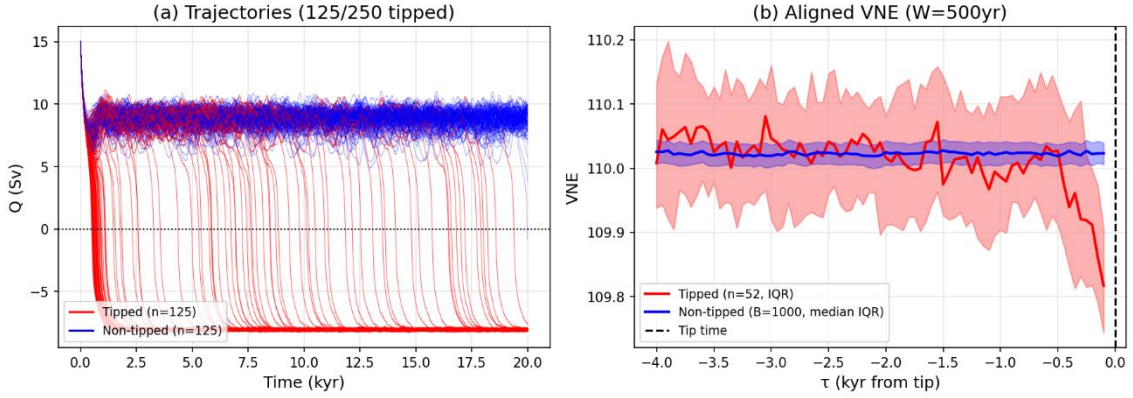 (a) Trajectories (125/250 tipped)
Q (Sv)
15
10
5
0
−5
Tipped (n=125)
Non-tipped (n=125)
0.0 2.5 5.0 7.5 10.0 12.5 15.0 17.5 20.0
Time (kyr)
(b) Aligned VNE (W=500yr)
VNE
110.2
110.1
110.0
109.9
109.8
Tipped (n=52, IQR)
Non-tipped (B=1000, median IQR)
Tip time
−4.0 −3.5 −3.0 −2.5 −2.0 −1.5 −1.0 −0.5 0.0
τ (kyr from tip)